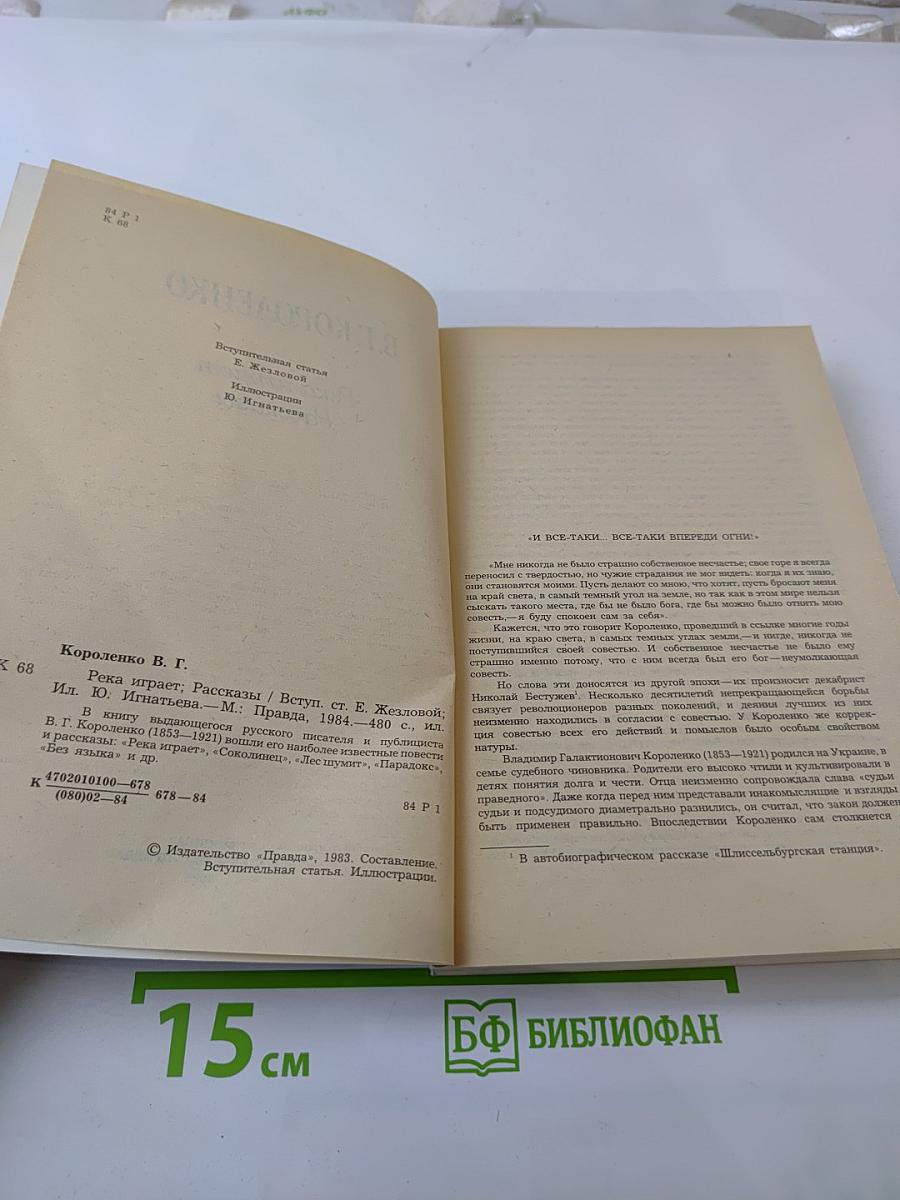 84 Р 1
К 68
В. Г. КОРОЛЕНКО
Вступительная статья
Е. Жезловой
Иллюстрации
Ю. Игнатьева
Короленко В. Г.
К 68
Река играет; Рассказы / Вступ. ст. Е. Жезловой;
Ил. Ю. Игнатьева.— М.: Правда, 1984.—480 с., ил.
В книгу выдающегося русского писателя и публициста
В. Г. Короленко (1853—1921) вошли его наиболее известные повести
и рассказы: «Река играет», «Соколинец», «Лес шумит», «Парадокс»,
«Без языка» и др.
К 4702010100—678
(080)02—84
678—84
84 Р 1
© Издательство «Правда», 1983. Составление.
Вступительная статья. Иллюстрации.
«И ВСЕ-ТАКИ... ВСЕ-ТАКИ ВПЕРЕДИ ОГНИ!»
«Мне никогда не было страшно собственное несчастье; свое горе я всегда
переносил с твердостью, но чужие страдания не мог видеть: когда я их знаю,
они становятся моими. Пусть делают со мною, что хотят, пусть бросают меня
на край света, в самый темный угол на земле, но так как в этом мире нельзя
сыскать такого места, где бы не было бога, где бы можно было отнять мою
совесть,— я буду спокоен сам за себя».
Кажется, что это говорит Короленко, проведший в ссылке многие годы
жизни, на краю света, в самых темных углах земли,— и нигде, никогда не
поступившийся своей совестью. И собственное несчастье не было ему
страшно именно потому, что с ним всегда был его бог — неумолкающая
совесть.
Но слова эти доносятся из другой эпохи — их произносит декабрист
Николай Бестужев¹. Несколько десятилетий непрекращающейся борьбы
связует революционеров разных поколений, и деяния лучших из них
неизменно находились в согласии с совестью. У Короленко же коррек-
ция совестью всех его действий и помыслов было особым свойством
натуры.
Владимир Галактионович Короленко (1853—1921) родился на Украине, в
семье судебного чиновника. Родители его высоко чтили и культивировали в
детях понятия долга и чести. Отца неизменно сопровождала слава «судьи
праведного». Даже когда перед ним представали инакомыслящие и взгляды
судьи и подсудимого диаметрально разнились, он считал, что закон должен
быть применен правильно. Впоследствии Короленко сам столкнется
¹ В автобиографическом рассказе «Шлиссельбургская станция».
15 см
БФ БИБЛИОФАН